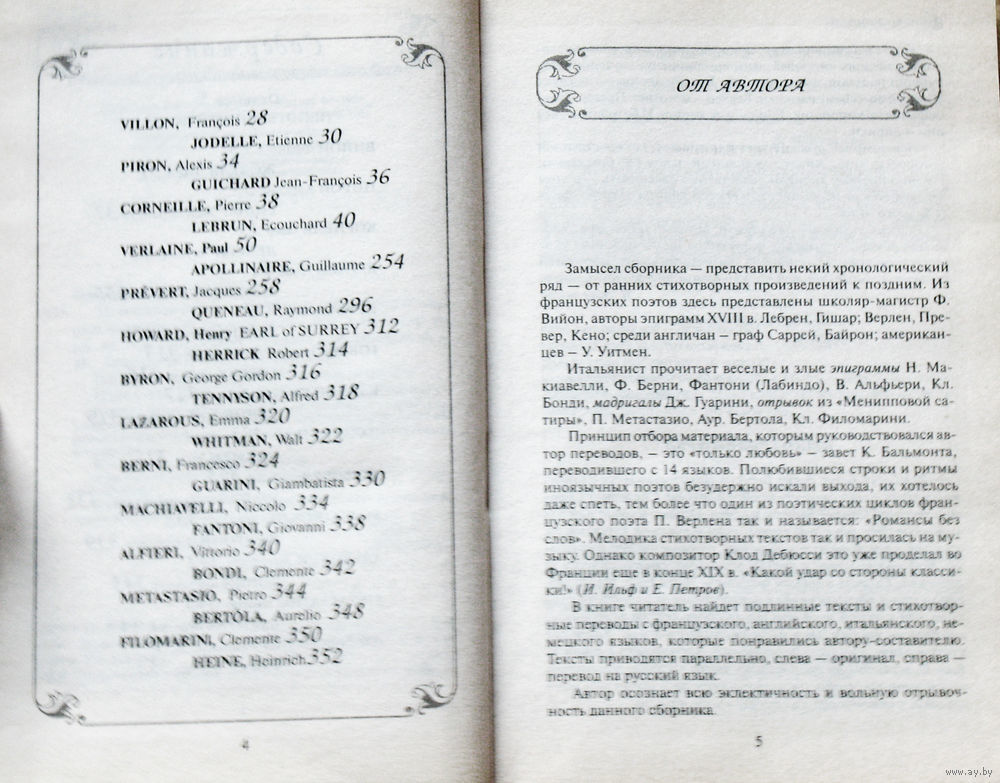 VILLON, François 28
JODELLE, Etienne 30
PIRON, Alexis 34
GUICHARD Jean-François 36
CORNEILLE, Pierre 38
LEBRUN, Ecouchard 40
VERLAINE, Paul 50
APOLLINAIRE, Guillaume 254
PRÉVERT, Jacques 258
QUENEAU, Raymond 296
HOWARD, Henry EARL of SURREY 312
HERRICK Robert 314
BYRON, George Gordon 316
TENNYSON, Alfred 318
LAZAROUS, Emma 320
WHITMAN, Walt 322
BERNI, Francesco 324
GUARINI, Giambatista 330
MACHIAVELLI, Niccolo 334
FANTONI, Giovanni 338
ALFIERI, Vittorio 340
BONDI, Clemente 342
METASTASIO, Pietro 344
BERTÓLA, Aurelio 348
FILOMARINI, Clemente 350
HEINE, Heinrich 352
4
ОТ АВТОРА
Замысел сборника — представить некий хронологический
ряд — от ранних стихотворных произведений к поздним. Из
французских поэтов здесь представлены школяр-магистр Ф.
Вийон, авторы эпиграмм XVIII в. Лебрен, Гишар; Верлен, Пре-
вер, Кено; среди англичан — граф Саррей, Байрон; американ-
цев — У. Уитмен.
Итальянист прочитает веселые и злые эпиграммы Н. Ма-
киавелли, Ф. Берни, Фантони (Лабиндо), В. Альфьери, Кл.
Бонди, мадригалы Дж. Гуарини, отрывок из «Менипповой са-
тиры», П. Метастазио, Аур. Бертола, Кл. Филомарини.
Принцип отбора материала, которым руководствовался ав-
тор переводов, — это «только любовь» — завет К. Бальмонта,
переводившего с 14 языков. Полюбившиеся строки и ритмы
иноязычных поэтов безудержно искали выхода, их хотелось
даже спеть, тем более что один из поэтических циклов фран-
цузского поэта П. Верлена так и называется: «Романсы без
слов». Мелодика стихотворных текстов так и просилась на му-
зыку. Однако композитор Клод Дебюсси это уже проделал во
Франции еще в конце XIX в. «Какой удар со стороны класси-
ки!» (И. Ильф и Е. Петров).
В книге читатель найдет подлинные тексты и стихотвор-
ные переводы с французского, английского, итальянского, не-
мецкого языков, которые понравились автору-составителю.
Тексты приводятся параллельно, слева — оригинал, справа —
перевод на русский язык.
Автор осознает всю эклектичность и вольную отрывоч-
ность данного сборника.
5
www.ay.by